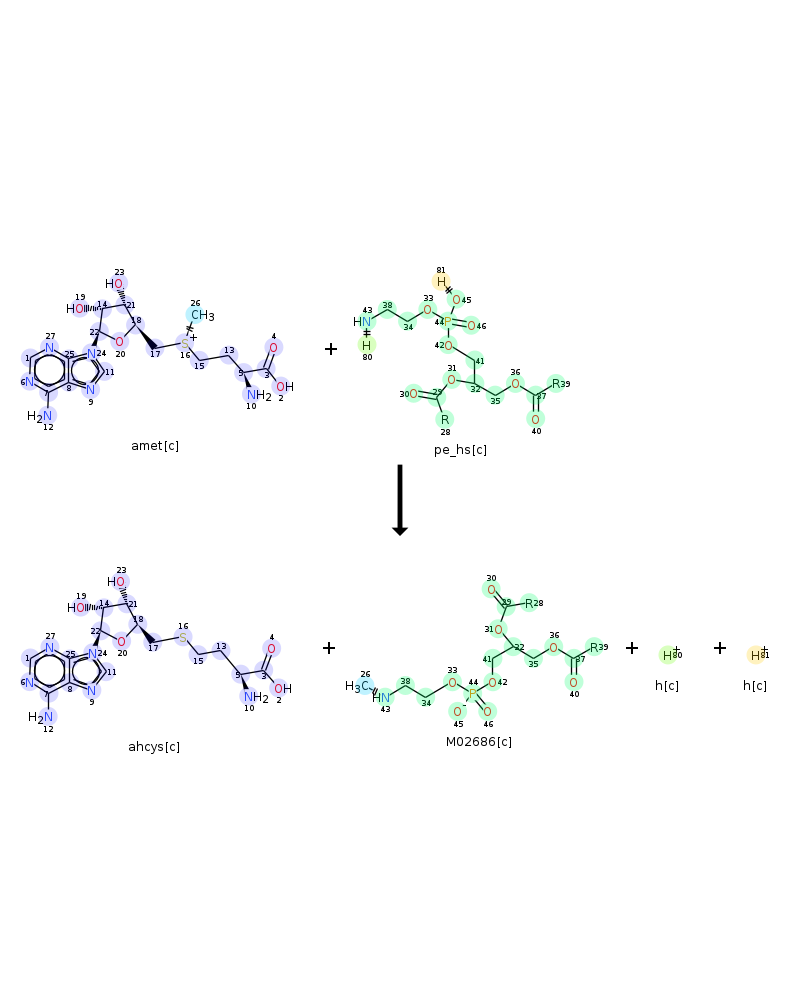 23
HO
26
CH3
19
HO
14
21
18
22
O
20
S
+
16
17
15
13
4
O
5
3
OH
2
NH2
10
27
N
1
25
N
24
6
N
8
11
7
N
9
H2N
12
amet[c]
+
81
H
43
HN
38
33
O
O
45
34
44
P
O
46
H
80
42
O
41
31
O
36
O
R
39
30
O
29
32
35
37
R
28
O
40
pe_hs[c]
23
HO
19
HO
14
21
18
22
O
20
16
S
17
15
13
4
O
5
3
OH
2
NH2
10
27
N
1
25
N
24
6
N
8
11
7
N
9
H2N
12
ahcys[c]
+
30
O
29
R
28
31
O
36
O
R
39
41
32
35
37
O
40
26
H3C
38
33
O
44
P
O
42
HN
43
34
O
-
45
O
46
M02686[c]
+
H
+
80
h[c]
+
H
+
81
h[c]